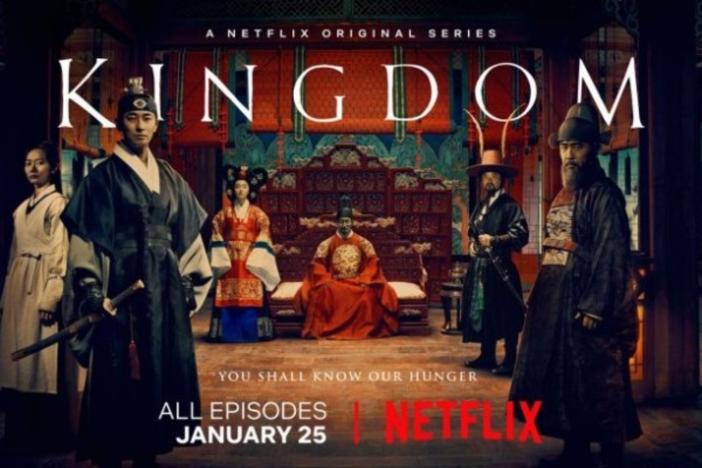 A NETFLIX ORIGINAL SERIES
KINGDOM
YOU SHALL KNOW OUR HUNGER
ALL EPISODES
JANUARY 25
NETFLIX